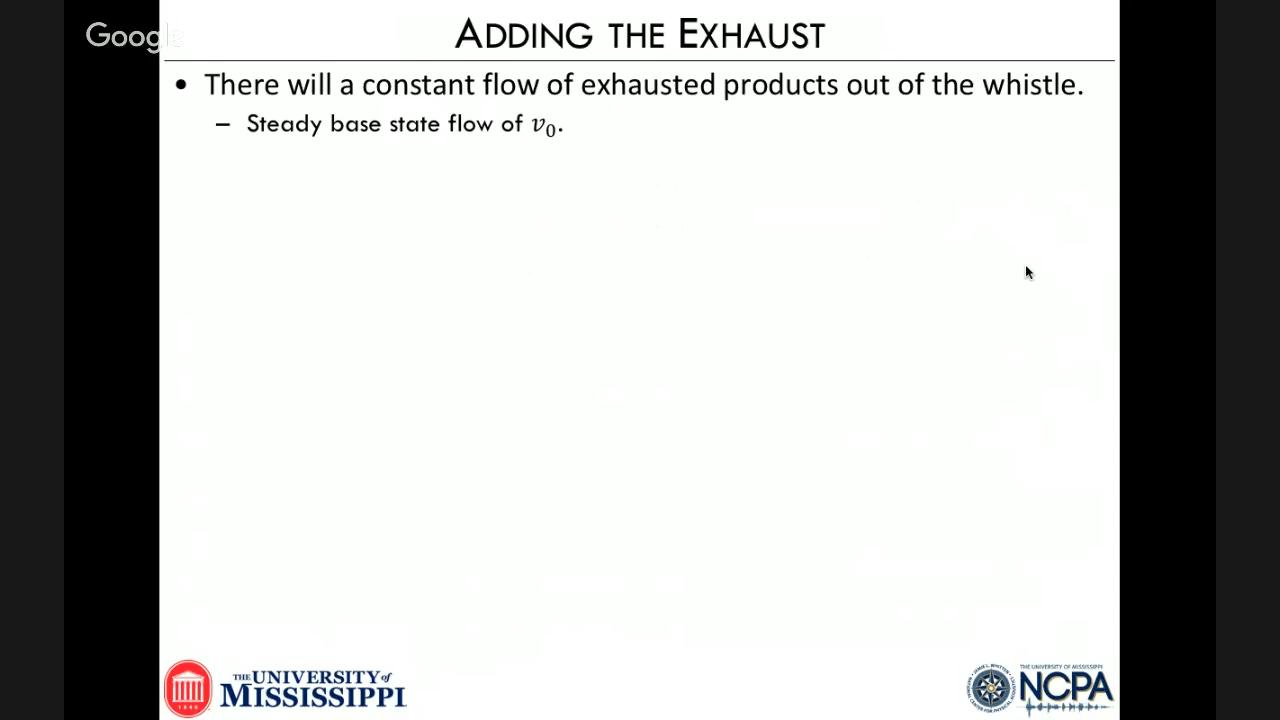 Google
ADDING THE EXHAUST
• There will a constant flow of exhausted products out of the whistle.
– Steady base state flow of v₀.
THE UNIVERSITY of
MISSISSIPPI
1848
THE UNIVERSITY OF MISSISSIPPI
NCPA